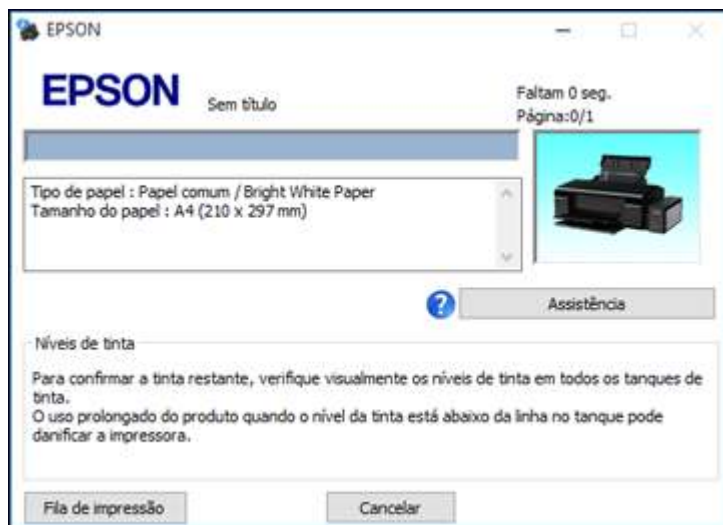 EPSON
EPSON
Sem título
Faltam 0 seg.
Página:0/1
Tipo de papel : Papel comum / Bright White Paper
Tamanho do papel : A4 (210 x 297 mm)
?
Assistência
Níveis de tinta
Para confirmar a tinta restante, verifique visualmente os níveis de tinta em todos os tanques de
tinta.
O uso prolongado do produto quando o nível da tinta está abaixo da linha no tanque pode
danificar a impressora.
Fila de impressão
Cancelar